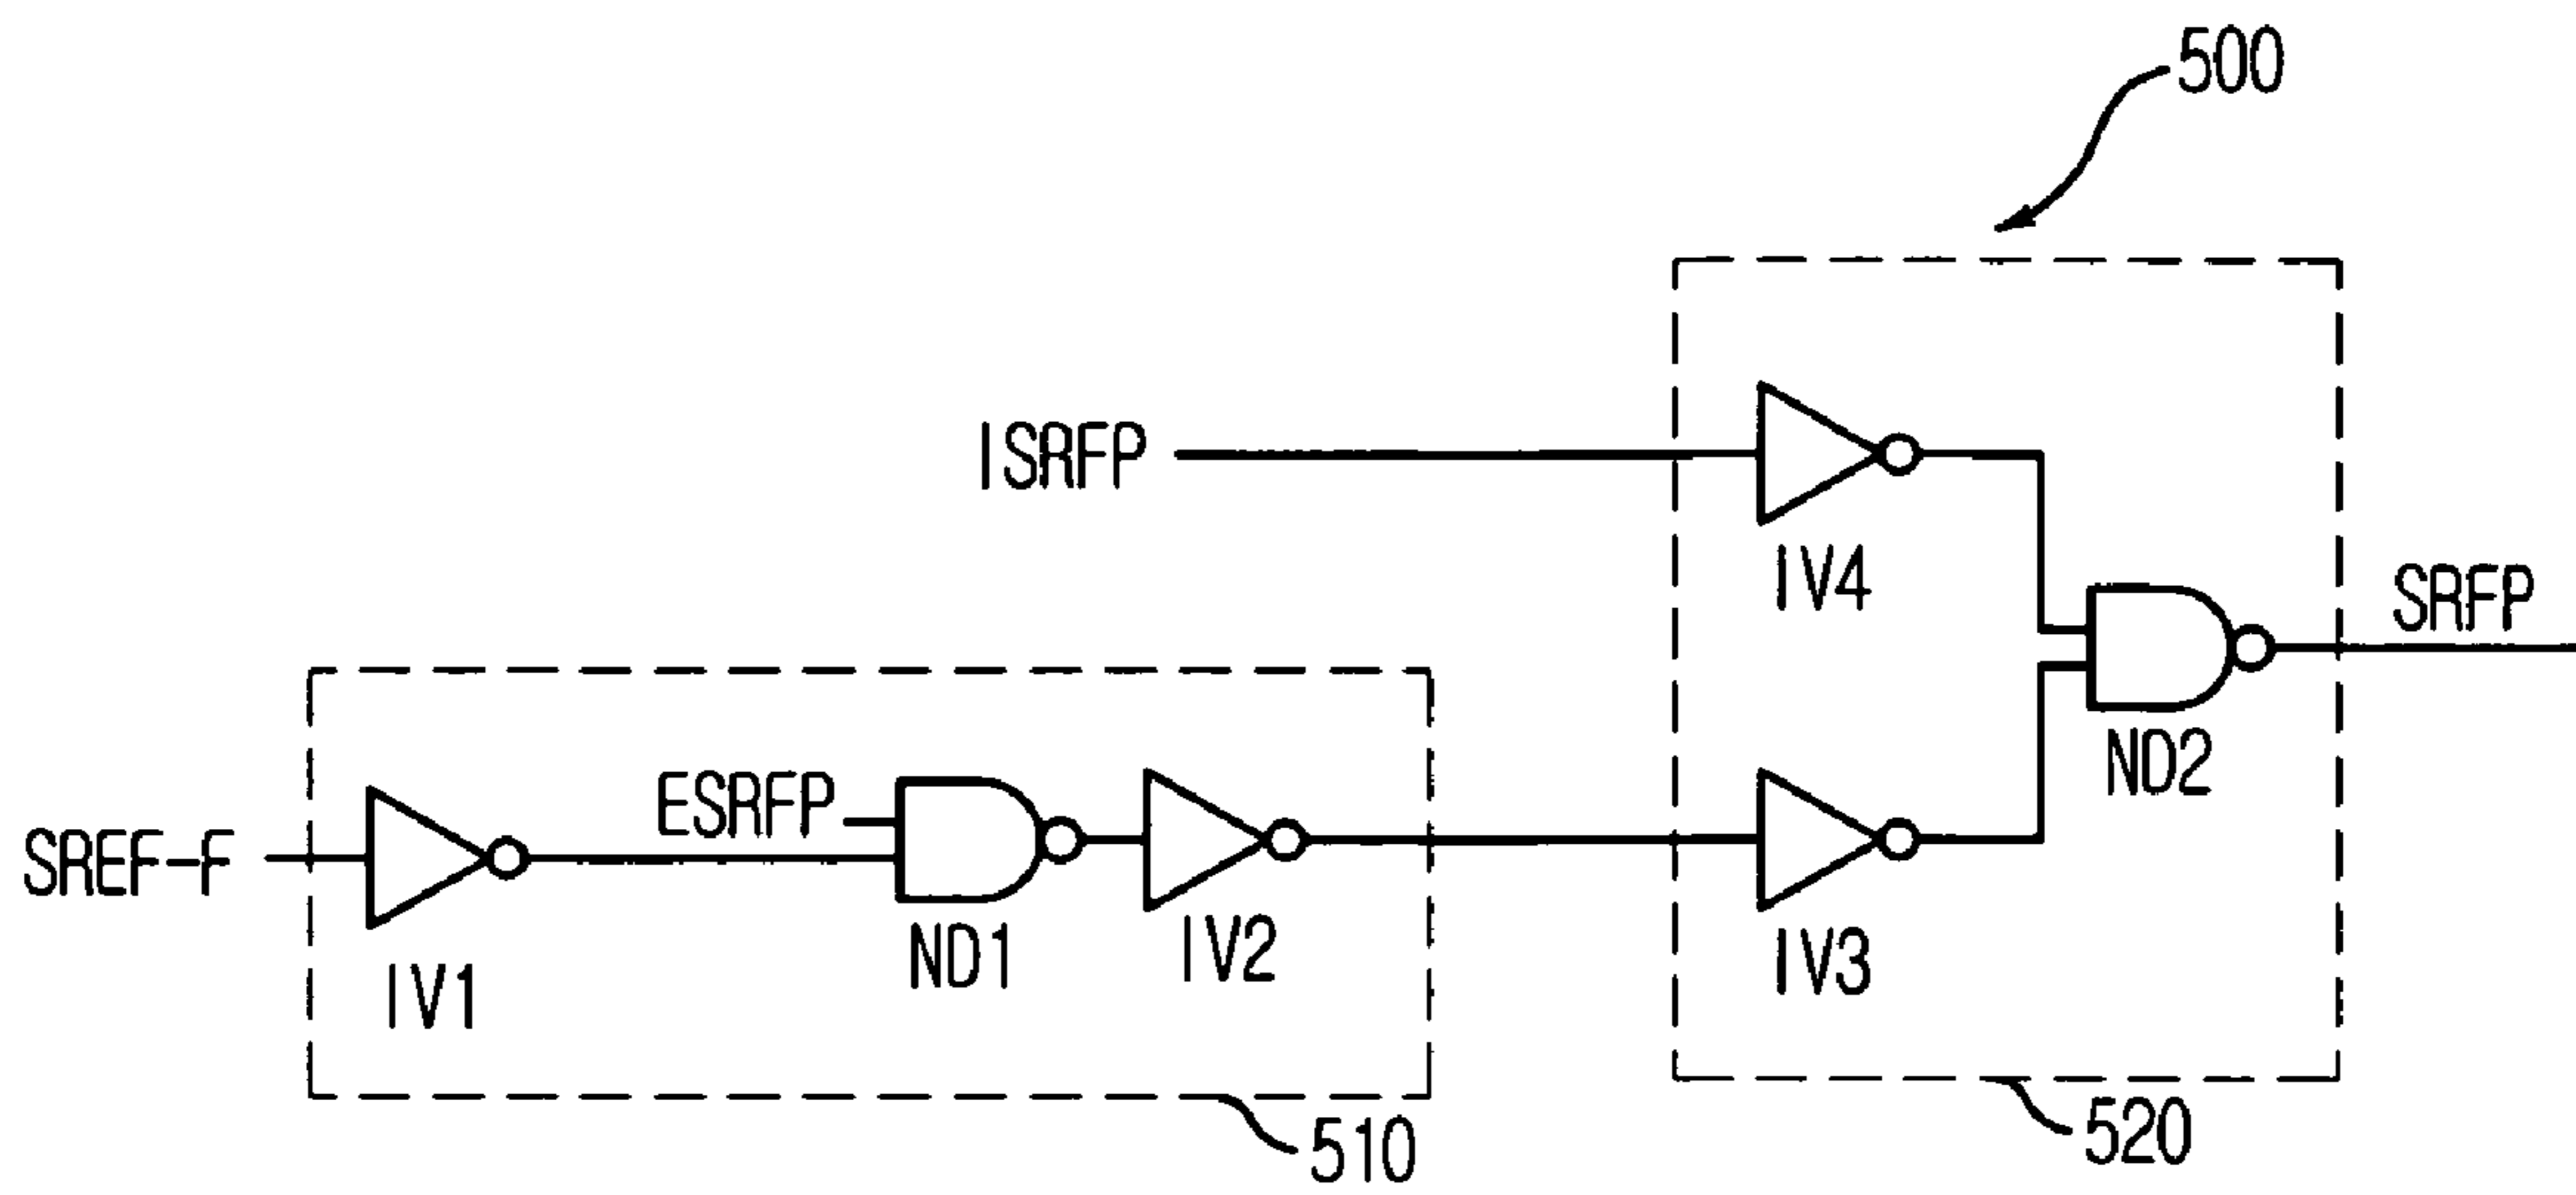 500
ISRFP
IV4
SRFP
ND2
ESRFP
SREF-F
ND1
IV2
IV3
IV1
510
520